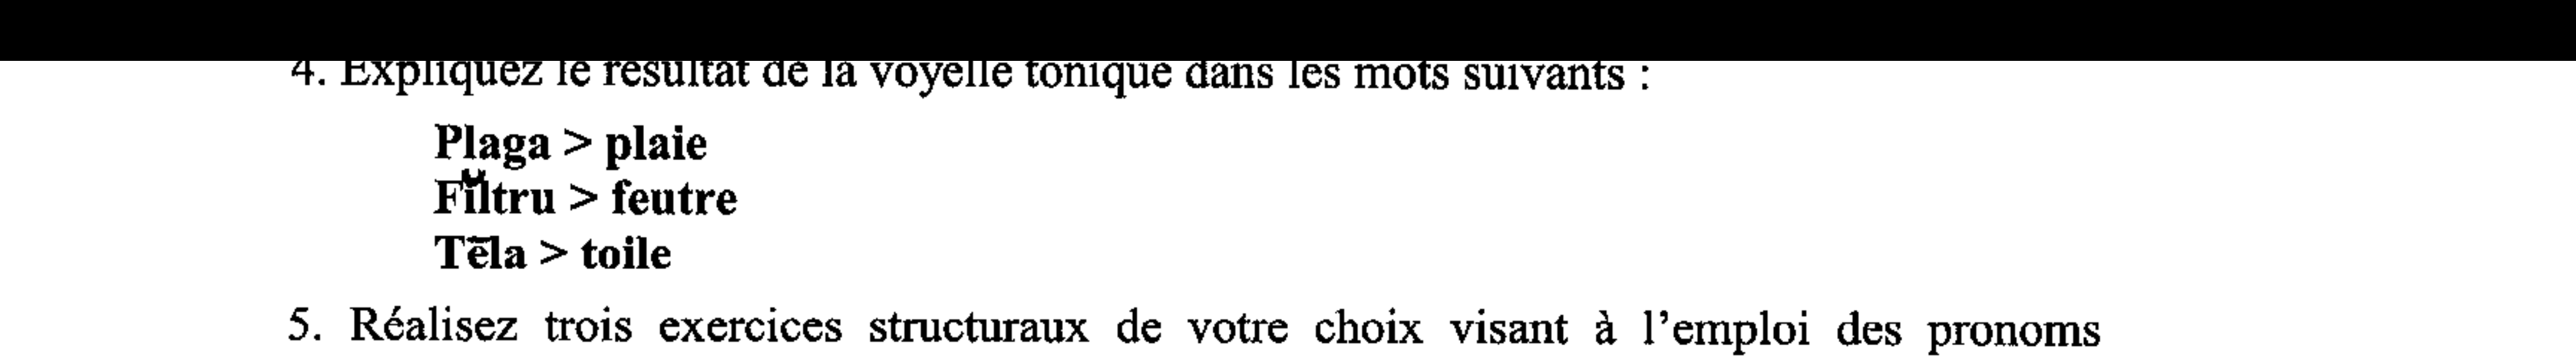 4. Expliquez le résultat de la voyelle tonique dans les mots suivants :
Plaga > plaie
Fĭltru > feutre
Tēla > toile
5. Réalisez trois exercices structuraux de votre choix visant à l'emploi des pronoms